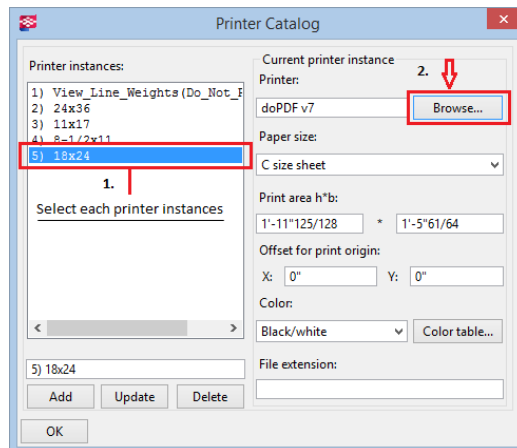 Printer Catalog
Printer instances:
1) View_Line_Weights(Do_Not_P
2) 24x36
3) 11x17
4) 8-1/2x11
5) 18x24
1.
Select each printer instances
5) 18x24
Add Update Delete
OK
Current printer instance
2.
Printer:
doPDF v7 Browse...
Paper size:
C size sheet
Print area h*b:
1'-11"125/128 * 1'-5"61/64
Offset for print origin:
X: 0" Y: 0"
Color:
Black/white Color table...
File extension: